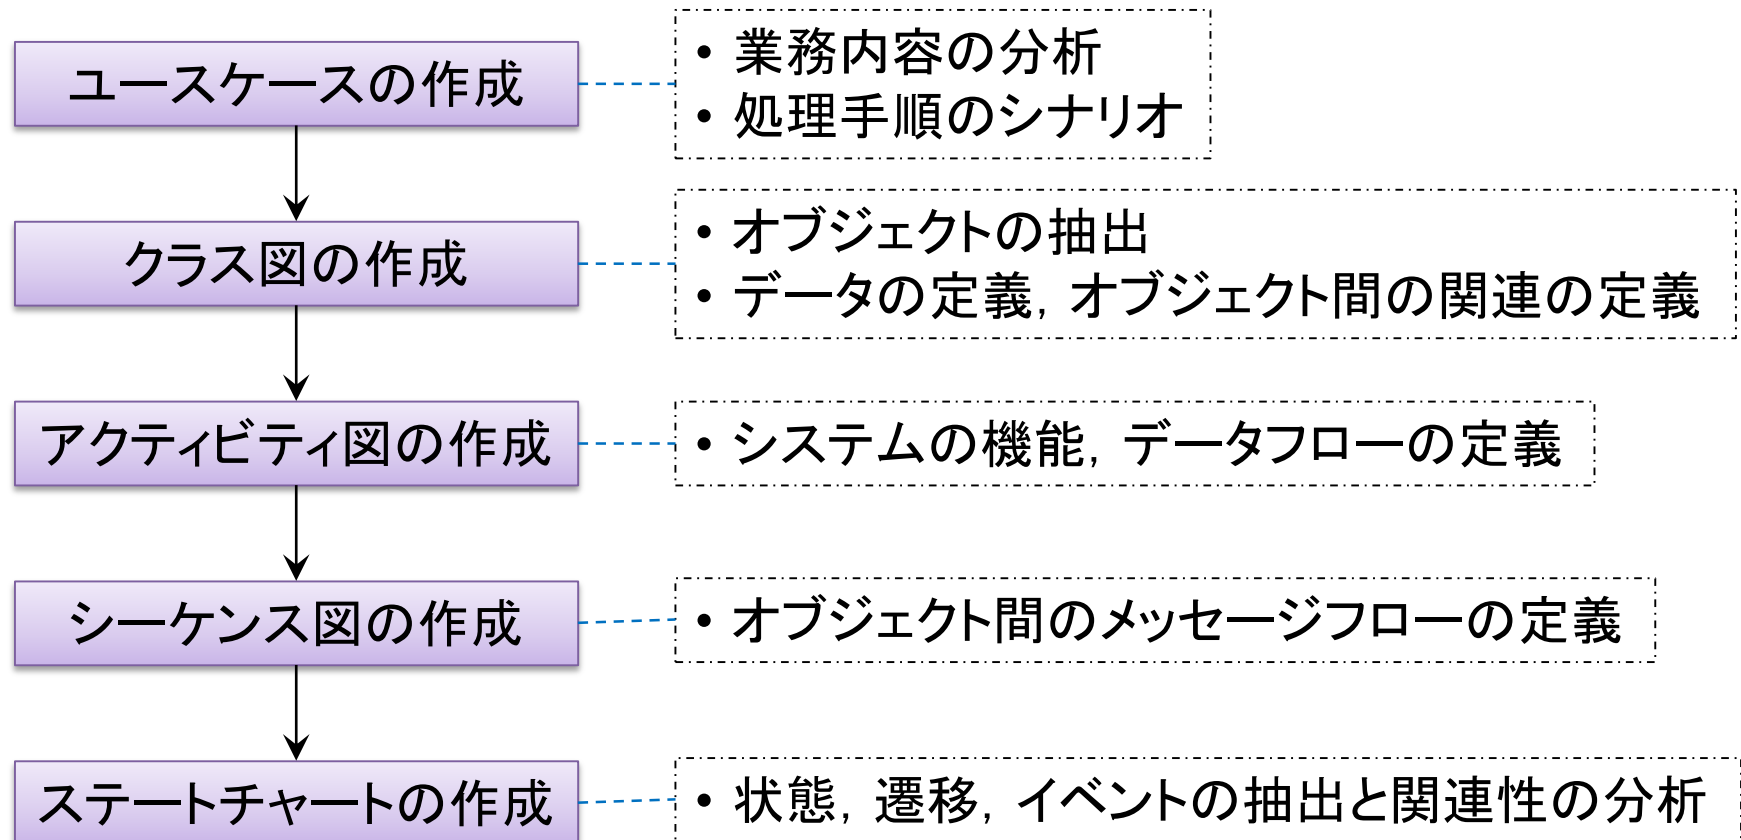 ユースケースの作成
• 業務内容の分析
• 処理手順のシナリオ
クラス図の作成
• オブジェクトの抽出
• データの定義，オブジェクト間の関連の定義
アクティビティ図の作成
• システムの機能，データフローの定義
シーケンス図の作成
• オブジェクト間のメッセージフローの定義
ステートチャートの作成
• 状態，遷移，イベントの抽出と関連性の分析